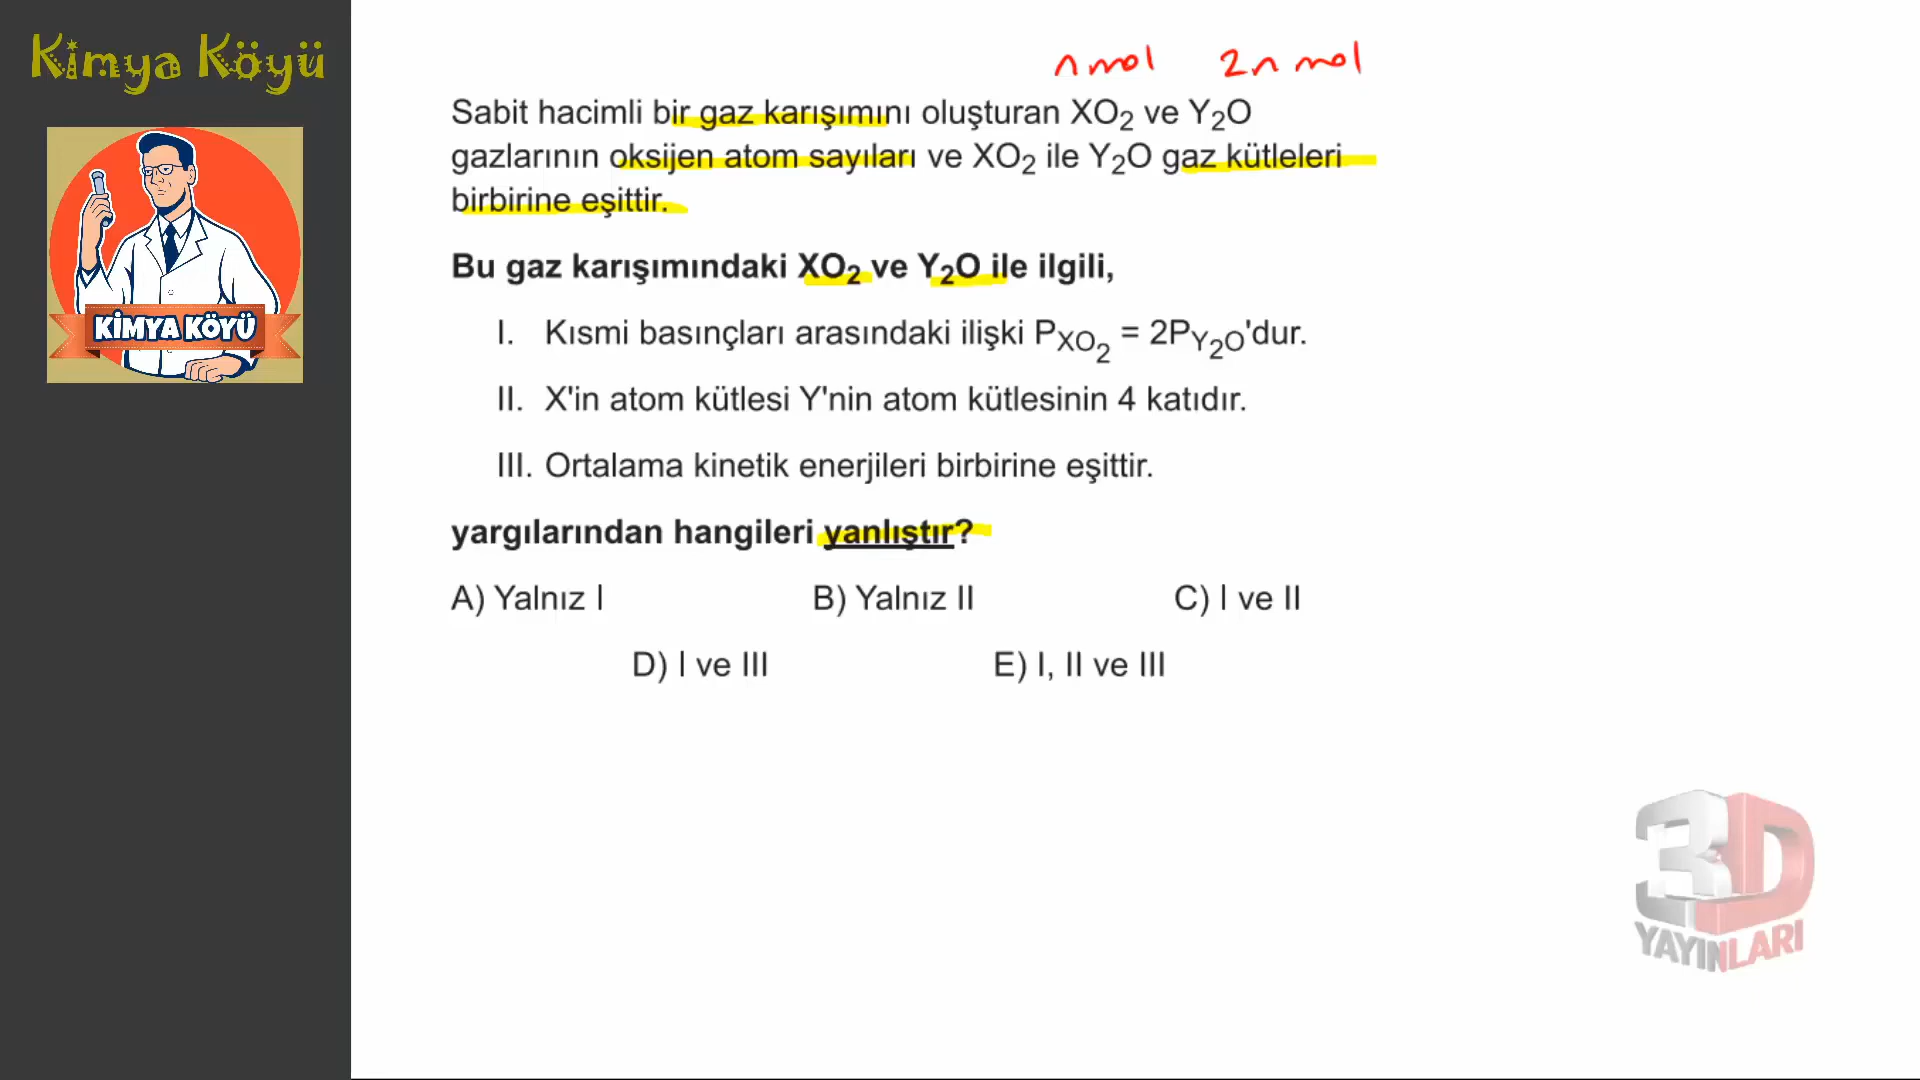 Kimya Köyü
KİMYA KÖYÜ
n mol 2n mol
Sabit hacimli bir gaz karışımını oluşturan XO₂ ve Y₂O
gazlarının oksijen atom sayıları ve XO₂ ile Y₂O gaz kütleleri
birbirine eşittir.
Bu gaz karışımındaki XO₂ ve Y₂O ile ilgili,
I. Kısmi basınçları arasındaki ilişki P_XO₂ = 2P_Y₂O'dur.
II. X'in atom kütlesi Y'nin atom kütlesinin 4 katıdır.
III. Ortalama kinetik enerjileri birbirine eşittir.
yargılarından hangileri yanlıştır?
A) Yalnız I B) Yalnız II C) I ve II
D) I ve III E) I, II ve III
3D
YAYINLARI